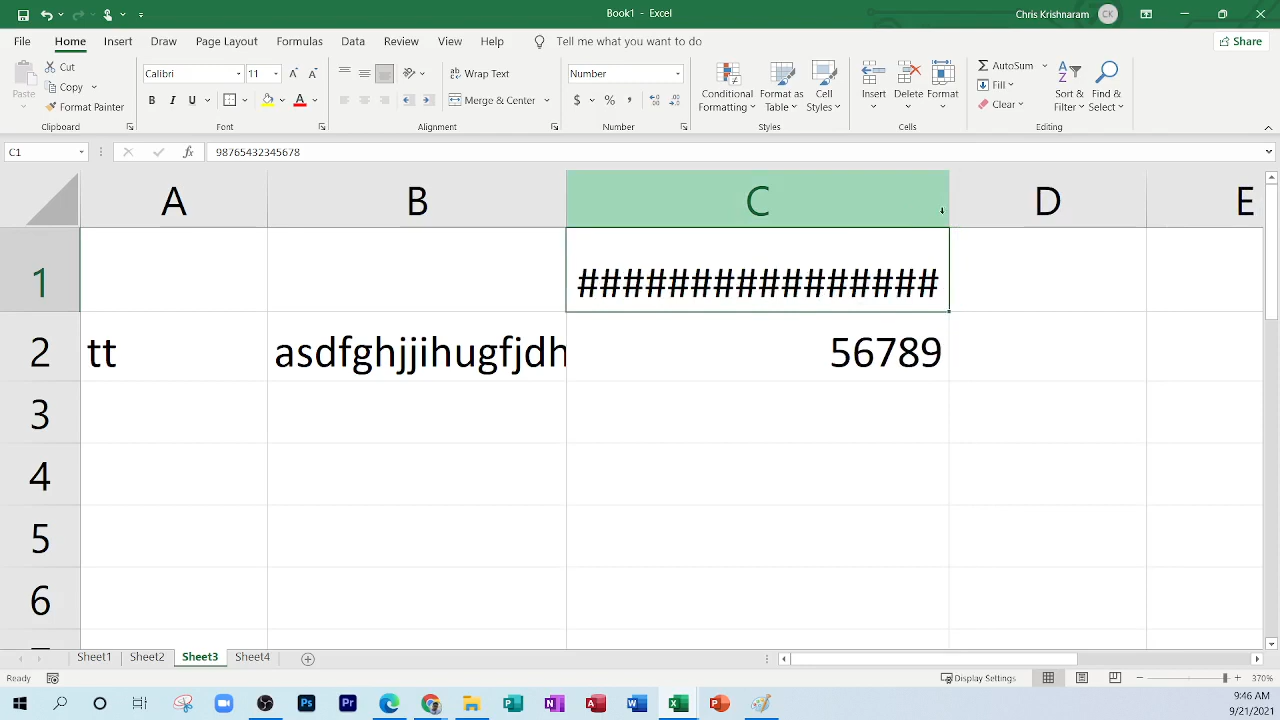 Book1 - Excel
Chris Krishnaram CK
File Home Insert Draw Page Layout Formulas Data Review View Help Tell me what you want to do Share
Paste
Cut
Copy
Format Painter
Clipboard
Calibri 11
B I U
Font
Wrap Text
Merge & Center
Alignment
Number
$ % ,
Number
Conditional Formatting
Format as Table
Cell Styles
Styles
Insert
Delete
Format
Cells
AutoSum
Fill
Clear
Sort & Filter
Find & Select
Editing
C1 fx 98765432345678
A B C D E
1 ################
2 tt asdfghjjihugfjdh 56789
3
4
5
6
Sheet1 Sheet2 Sheet3 Sheet4
Ready Display Settings 370%
9:46 AM
9/21/2021